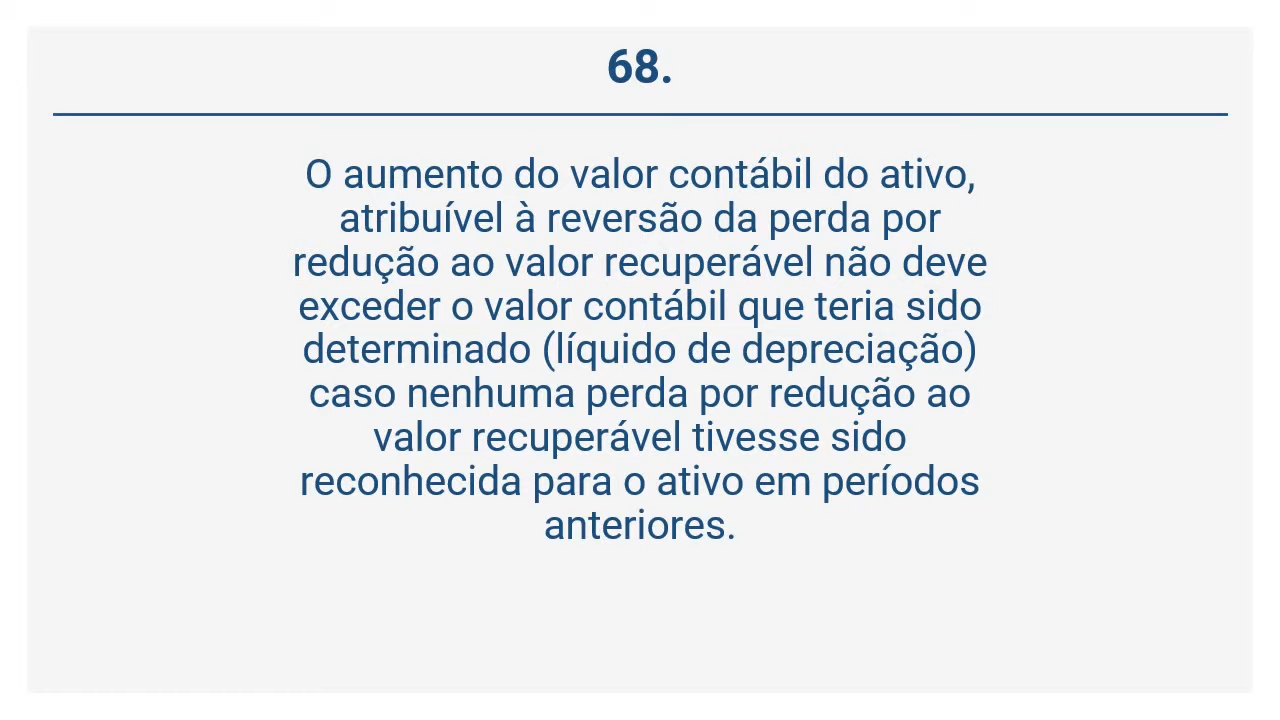 68.
O aumento do valor contábil do ativo,
atribuível à reversão da perda por
redução ao valor recuperável não deve
exceder o valor contábil que teria sido
determinado (líquido de depreciação)
caso nenhuma perda por redução ao
valor recuperável tivesse sido
reconhecida para o ativo em períodos
anteriores.